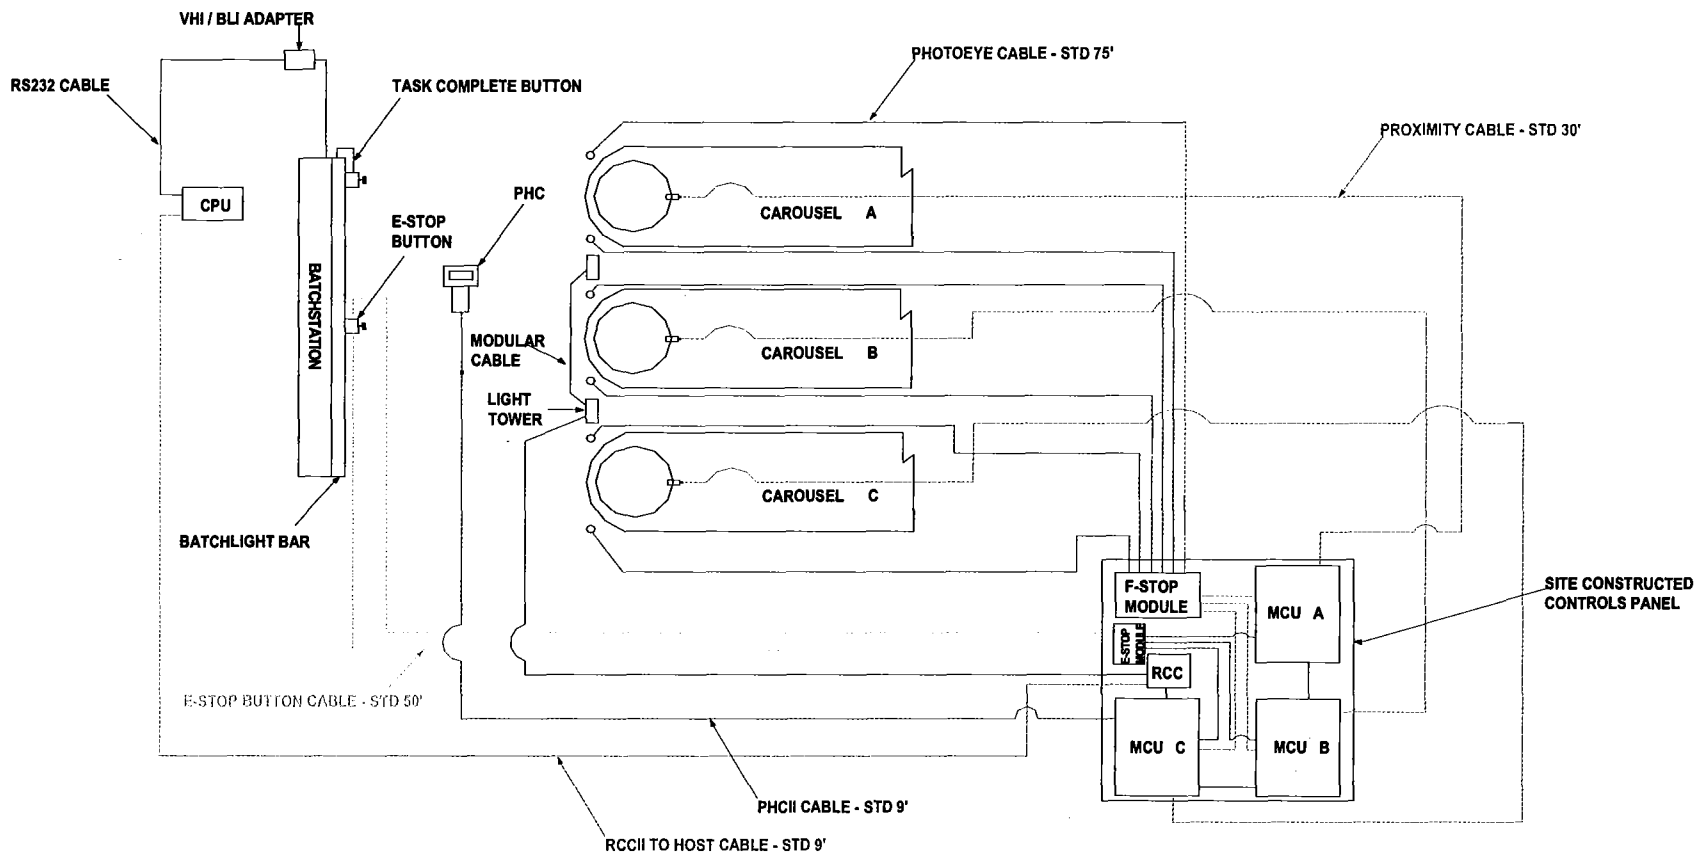 VHI / BLI ADAPTER
PHOTOEYE CABLE - STD 75'
RS232 CABLE
TASK COMPLETE BUTTON
PROXIMITY CABLE - STD 30'
CPU
PHC
CAROUSEL A
E-STOP
BUTTON
BATCHSTATION
MODULAR
CABLE
CAROUSEL B
LIGHT
TOWER
CAROUSEL C
BATCHLIGHT BAR
F-STOP
MODULE
MCU A
SITE CONSTRUCTED
CONTROLS PANEL
E-STOP
MODULE
RCC
E-STOP BUTTON CABLE - STD 50'
MCU C
MCU B
PHCII CABLE - STD 9'
RCCII TO HOST CABLE - STD 9'